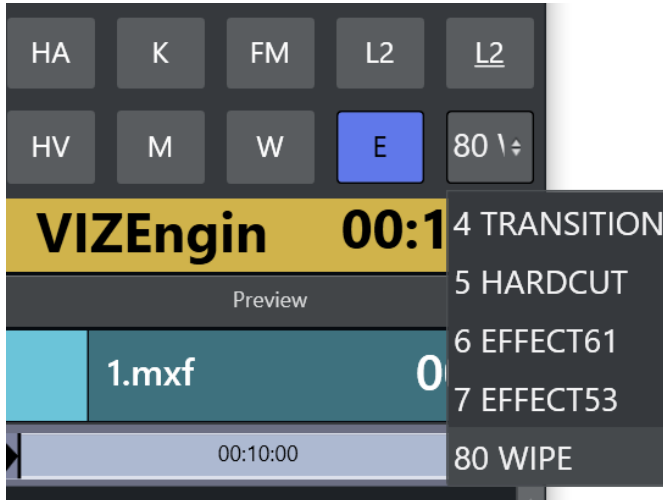 HA K FM L2 L2
HV M W E 80
VIZEngin 00:1
4 TRANSITION
Preview
5 HARDCUT
1.mxf 0
6 EFFECT61
7 EFFECT53
00:10:00
80 WIPE